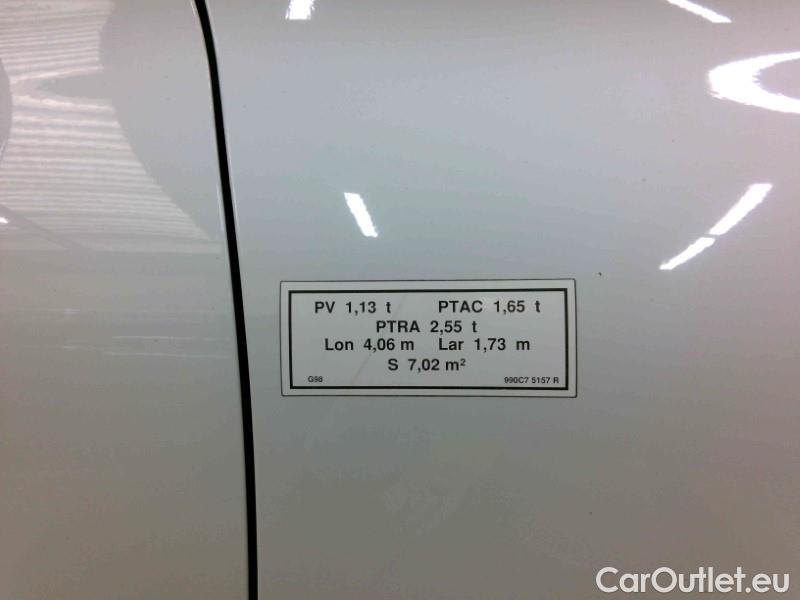 PV 1,13 t PTAC 1,65 t
PTRA 2,55 t
Lon 4,06 m Lar 1,73 m
S 7,02 m²
G98 990C7 5157 R
CarOutlet.eu